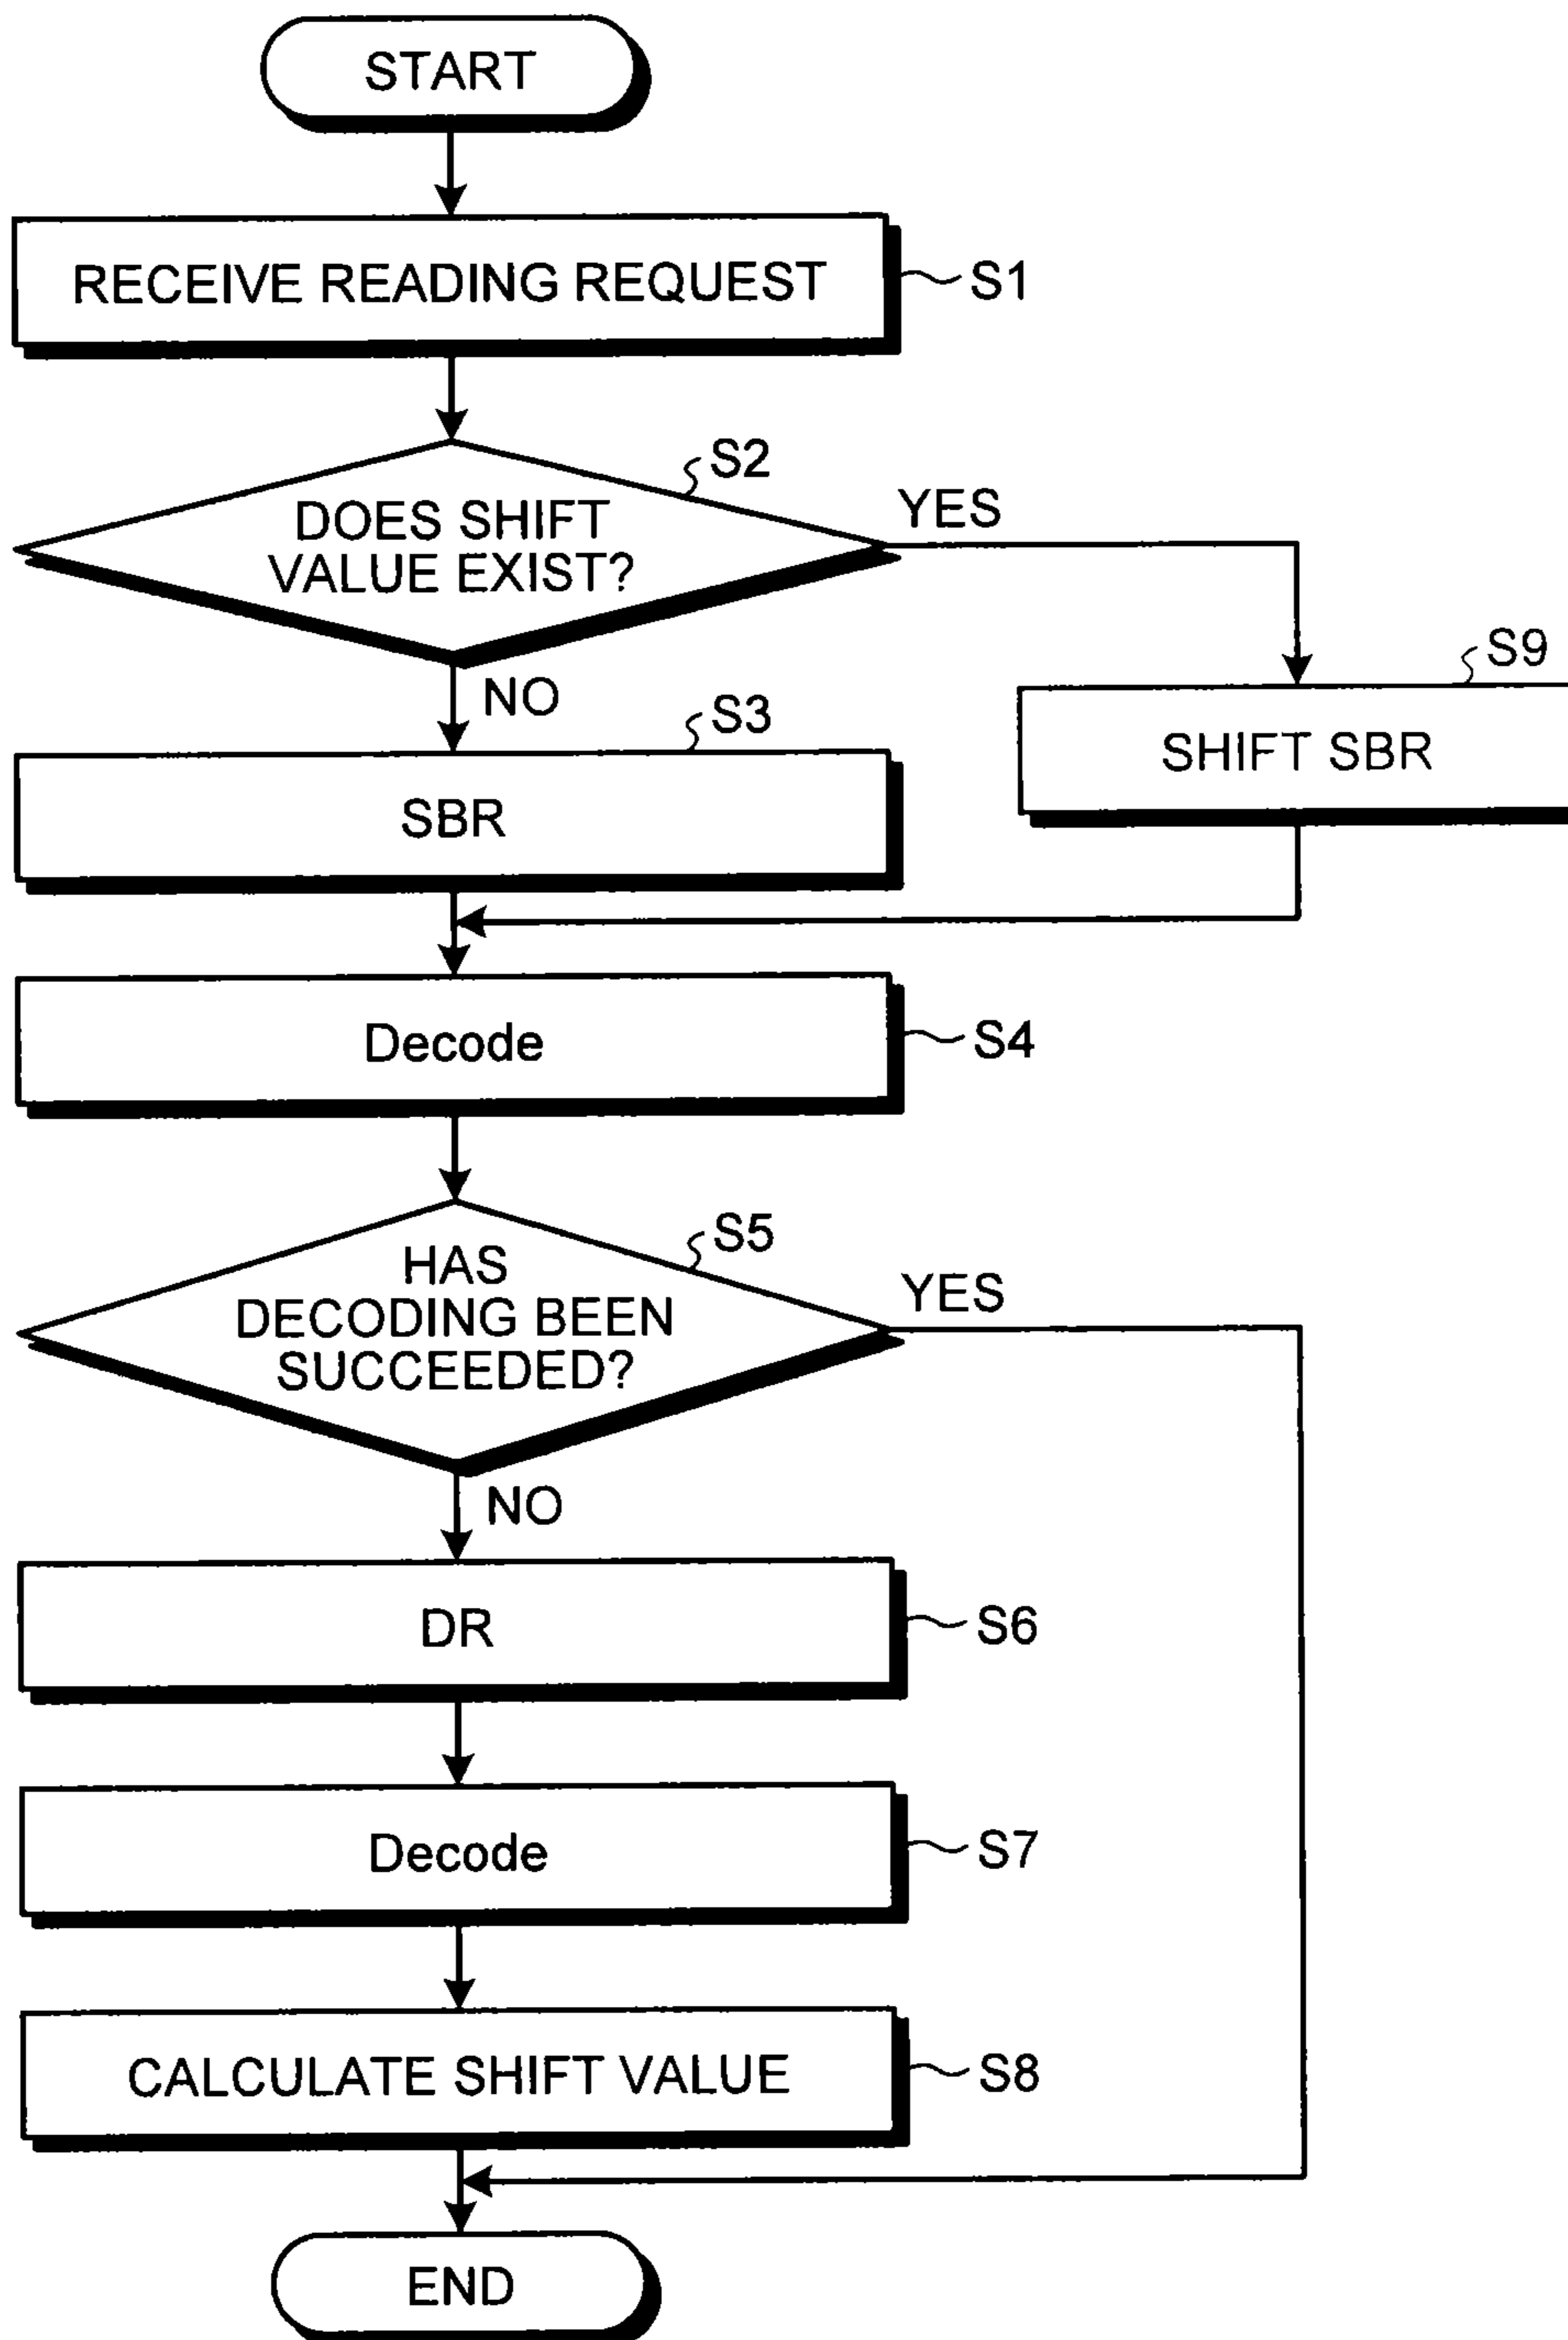 START
RECEIVE READING REQUEST
S1
S2
DOES SHIFT
VALUE EXIST?
YES
NO
S9
SHIFT SBR
S3
SBR
Decode
S4
S5
HAS
DECODING BEEN
SUCCEEDED?
YES
NO
DR
S6
Decode
S7
CALCULATE SHIFT VALUE
S8
END